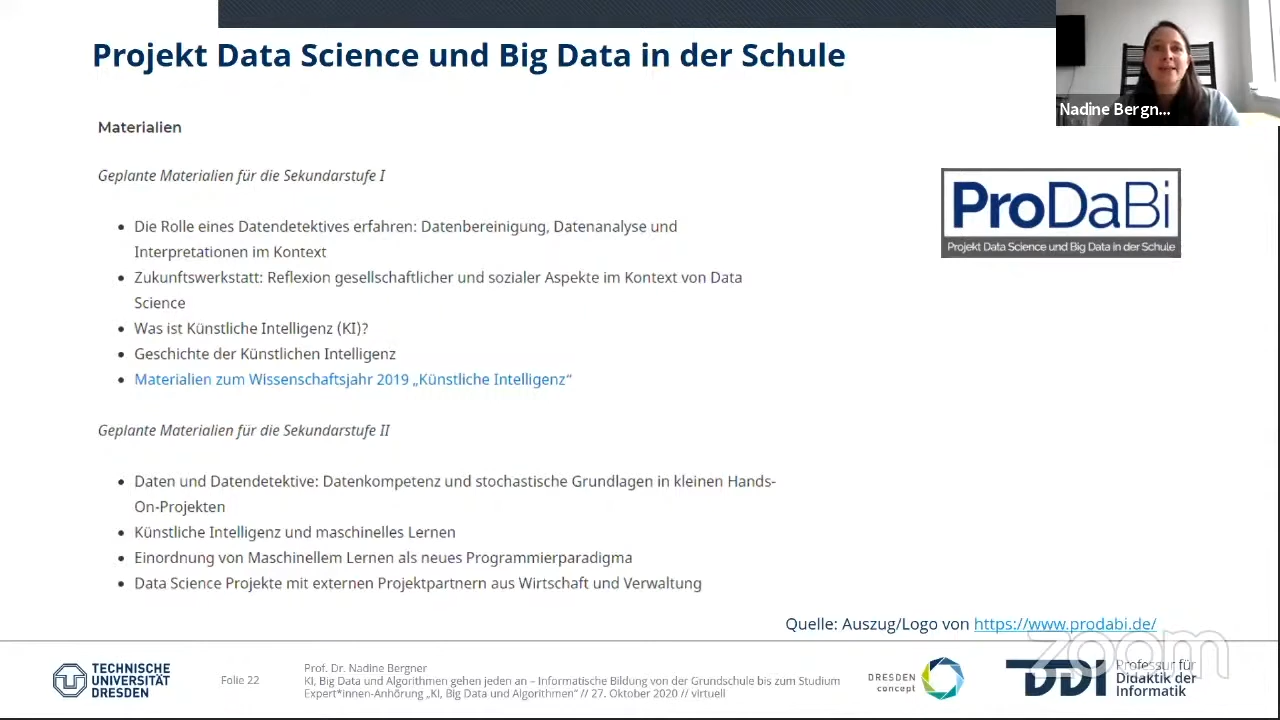 Projekt Data Science und Big Data in der Schule
Nadine Bergn...
Materialien
Geplante Materialien für die Sekundarstufe I
ProDaBi
Projekt Data Science und Big Data in der Schule
• Die Rolle eines Datendetektives erfahren: Datenbereinigung, Datenanalyse und
Interpretationen im Kontext
• Zukunftswerkstatt: Reflexion gesellschaftlicher und sozialer Aspekte im Kontext von Data
Science
• Was ist Künstliche Intelligenz (KI)?
• Geschichte der Künstlichen Intelligenz
• Materialien zum Wissenschaftsjahr 2019 „Künstliche Intelligenz“
Geplante Materialien für die Sekundarstufe II
• Daten und Datendetektive: Datenkompetenz und stochastische Grundlagen in kleinen Hands-
On-Projekten
• Künstliche Intelligenz und maschinelles Lernen
• Einordnung von Maschinellem Lernen als neues Programmierparadigma
• Data Science Projekte mit externen Projektpartnern aus Wirtschaft und Verwaltung
Quelle: Auszug/Logo von https://www.prodabi.de/
zoom
TECHNISCHE
UNIVERSITÄT
DRESDEN
Folie 22
Prof. Dr. Nadine Bergner
KI, Big Data und Algorithmen gehen jeden an – Informatische Bildung von der Grundschule bis zum Studium
Expert*innen-Anhörung „KI, Big Data und Algorithmen“ // 27. Oktober 2020 // virtuell
DRESDEN
concept
DDI
Professur für
Didaktik der
Informatik